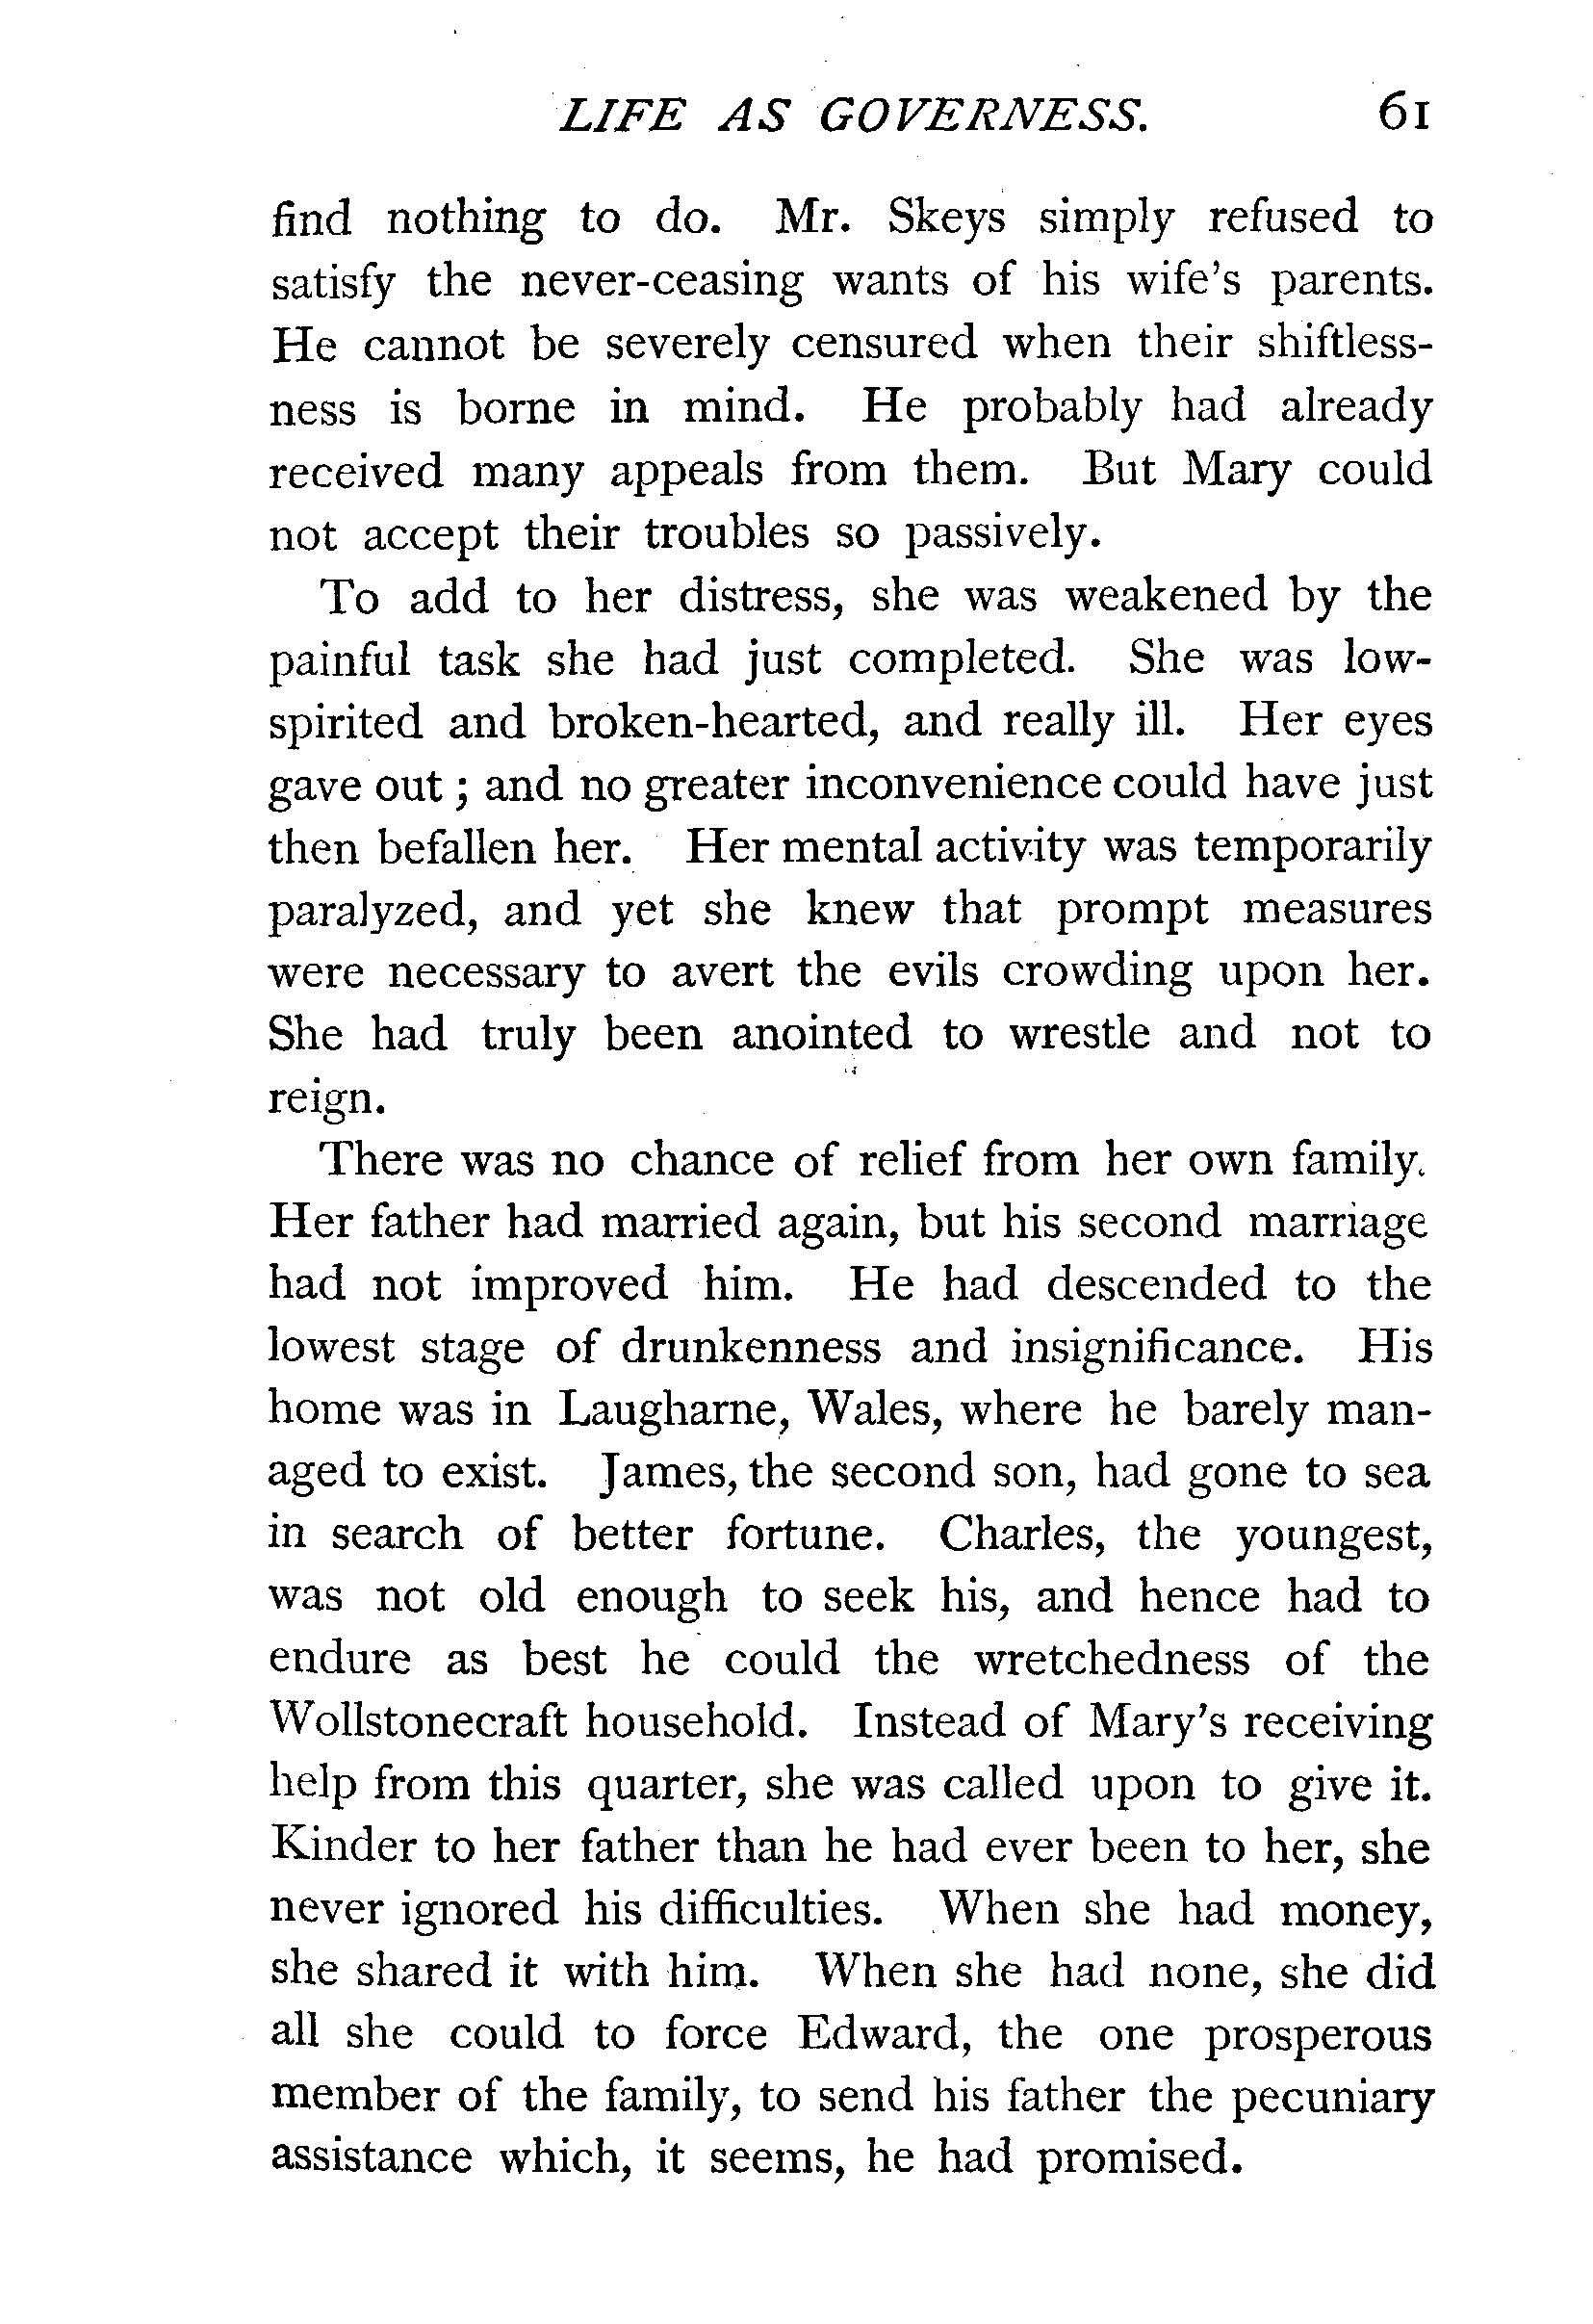 LIFE AS GOVERNESS. 61
find nothing to do. Mr. Skeys simply refused to
satisfy the never-ceasing wants of his wife's parents.
He cannot be severely censured when their shiftless-
ness is borne in mind. He probably had already
received many appeals from them. But Mary could
not accept their troubles so passively.
To add to her distress, she was weakened by the
painful task she had just completed. She was low-
spirited and broken-hearted, and really ill. Her eyes
gave out; and no greater inconvenience could have just
then befallen her. Her mental activity was temporarily
paralyzed, and yet she knew that prompt measures
were necessary to avert the evils crowding upon her.
She had truly been anointed to wrestle and not to
reign.
There was no chance of relief from her own family.
Her father had married again, but his second marriage
had not improved him. He had descended to the
lowest stage of drunkenness and insignificance. His
home was in Laugharne, Wales, where he barely man-
aged to exist. James, the second son, had gone to sea
in search of better fortune. Charles, the youngest,
was not old enough to seek his, and hence had to
endure as best he could the wretchedness of the
Wollstonecraft household. Instead of Mary's receiving
help from this quarter, she was called upon to give it.
Kinder to her father than he had ever been to her, she
never ignored his difficulties. When she had money,
she shared it with him. When she had none, she did
all she could to force Edward, the one prosperous
member of the family, to send his father the pecuniary
assistance which, it seems, he had promised.